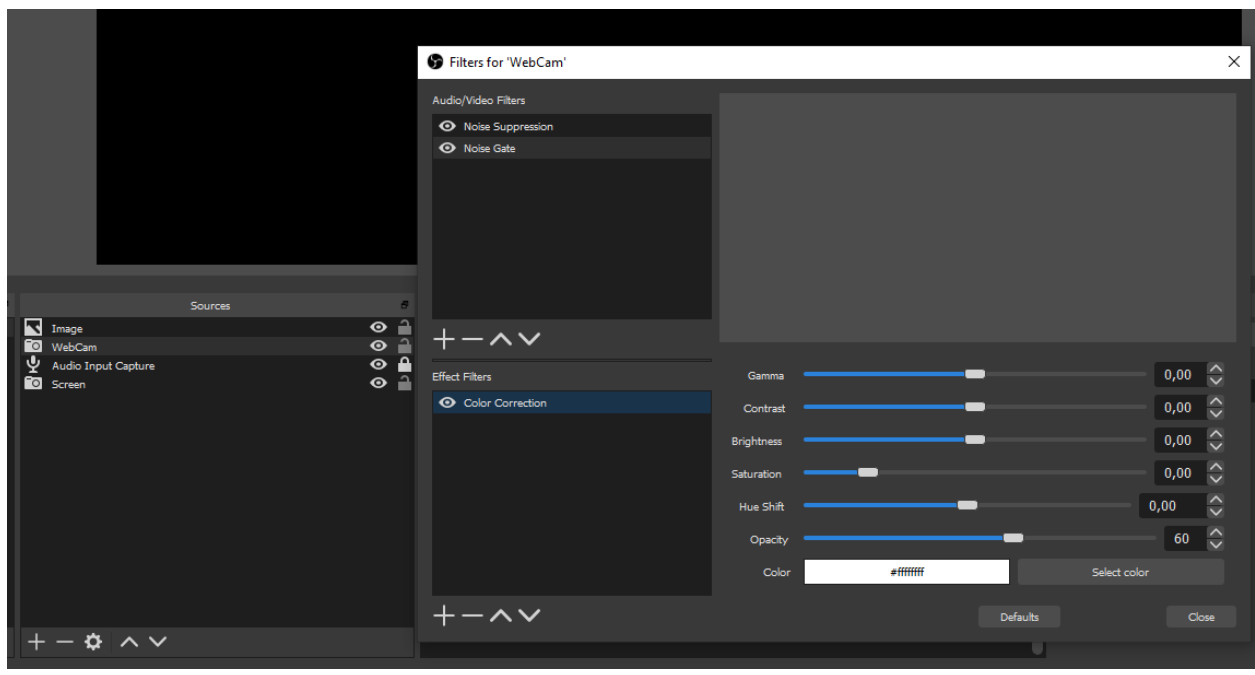 Filters for 'WebCam'
Audio/Video Filters
Noise Suppression
Noise Gate
Sources
Image
WebCam
Audio Input Capture
Screen
Effect Filters
Color Correction
Gamma 0,00
Contrast 0,00
Brightness 0,00
Saturation 0,00
Hue Shift 0,00
Opacity 60
Color #ffffffff Select color
Defaults Close